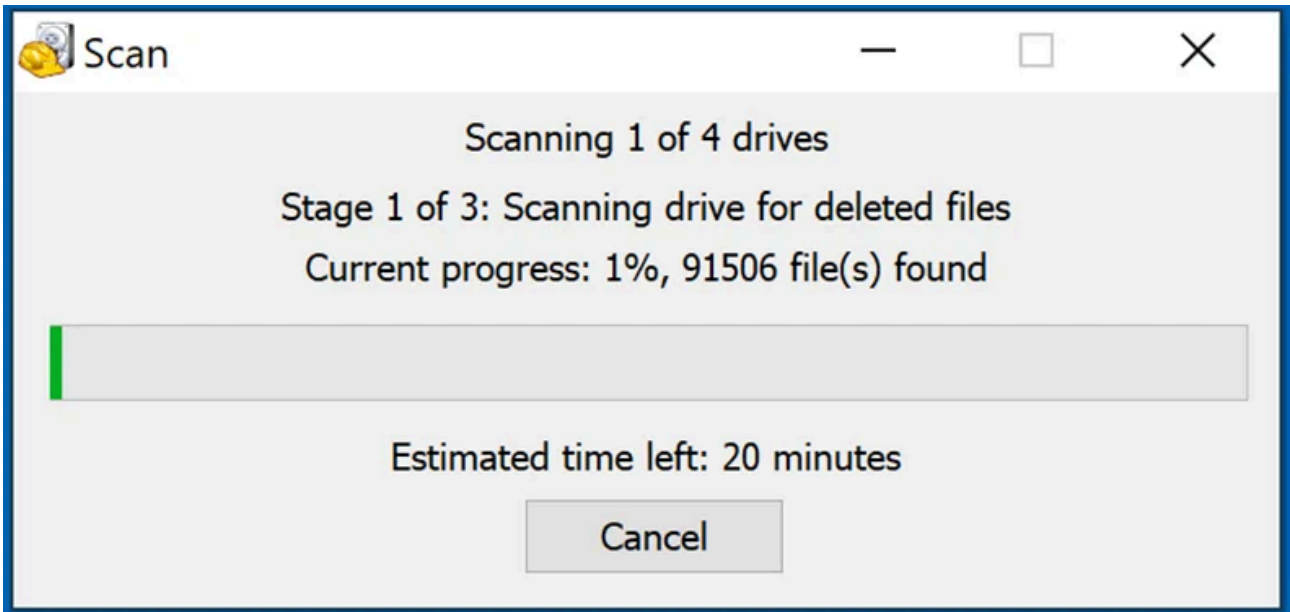 Scan
Scanning 1 of 4 drives
Stage 1 of 3: Scanning drive for deleted files
Current progress: 1%, 91506 file(s) found
Estimated time left: 20 minutes
Cancel